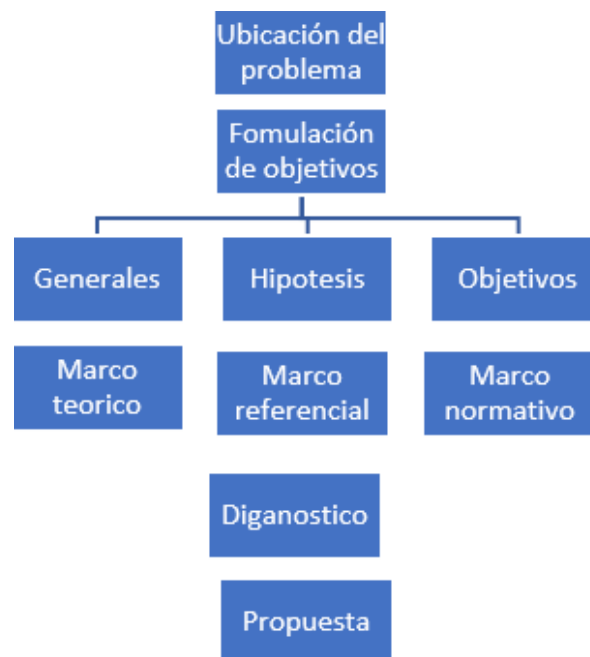 Ubicación del
problema
Fomulación
de objetivos
Generales
Hipotesis
Objetivos
Marco
teorico
Marco
referencial
Marco
normativo
Diganostico
Propuesta